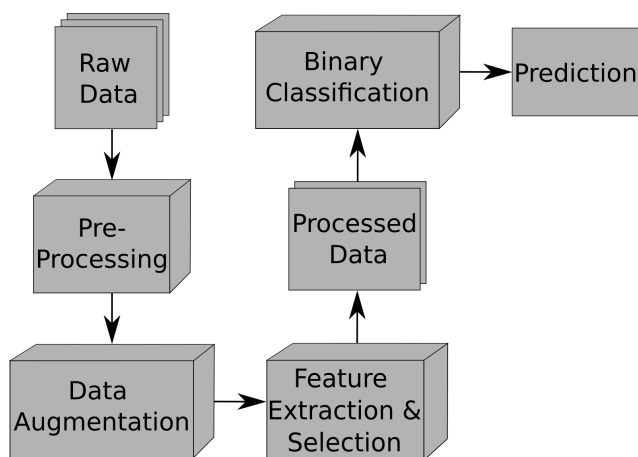 Raw
Data
Pre-
Processing
Data
Augmentation
Feature
Extraction &
Selection
Processed
Data
Binary
Classification
Prediction